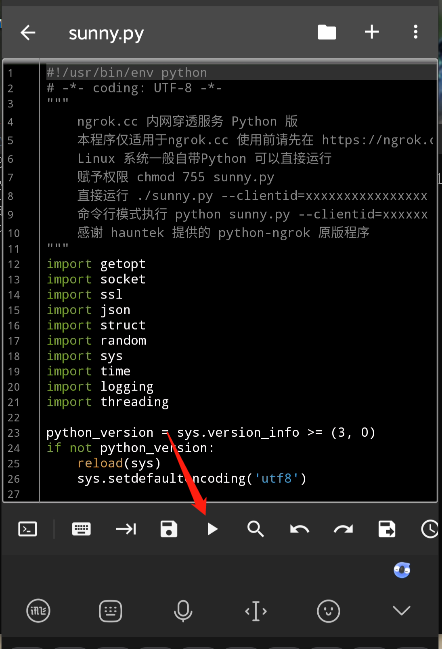 sunny.py
1 #!/usr/bin/env python
2 # -*- coding: UTF-8 -*-
3 """
4 ngrok.cc 内网穿透服务 Python 版
5 本程序仅适用于ngrok.cc 使用前请先在 https://ngrok.c
6 Linux 系统一般自带Python 可以直接运行
7 赋予权限 chmod 755 sunny.py
8 直接运行 ./sunny.py --clientid=xxxxxxxxxxxxxxxx
9 命令行模式执行 python sunny.py --clientid=xxxxxx
10 感谢 hauntek 提供的 python-ngrok 原版程序
11 """
12 import getopt
13 import socket
14 import ssl
15 import json
16 import struct
17 import random
18 import sys
19 import time
20 import logging
21 import threading
22
23 python_version = sys.version_info >= (3, 0)
24 if not python_version:
25 reload(sys)
26 sys.setdefaultencoding('utf8')
27